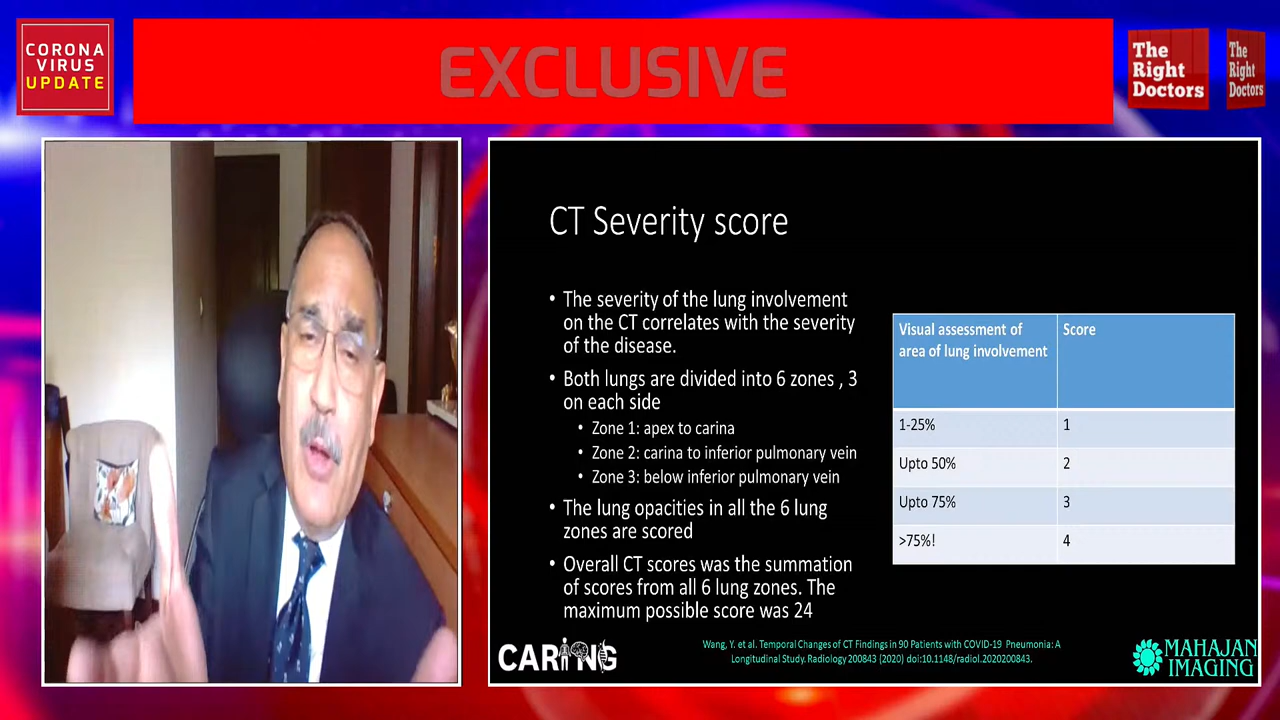 CORONA
VIRUS
UPDATE
EXCLUSIVE
The
Right
Doctors
The
Right
Doctors
CT Severity score
• The severity of the lung involvement
on the CT correlates with the severity
of the disease.
• Both lungs are divided into 6 zones , 3
on each side
• Zone 1: apex to carina
• Zone 2: carina to inferior pulmonary vein
• Zone 3: below inferior pulmonary vein
• The lung opacities in all the 6 lung
zones are scored
• Overall CT scores was the summation
of scores from all 6 lung zones. The
maximum possible score was 24
Visual assessment of
area of lung involvement
Score
1-25% 1
Upto 50% 2
Upto 75% 3
>75%! 4
CARING
Wang, Y. et al. Temporal Changes of CT Findings in 90 Patients with COVID-19 Pneumonia: A
Longitudinal Study. Radiology 200843 (2020) doi:10.1148/radiol.2020200843.
MAHAJAN
IMAGING